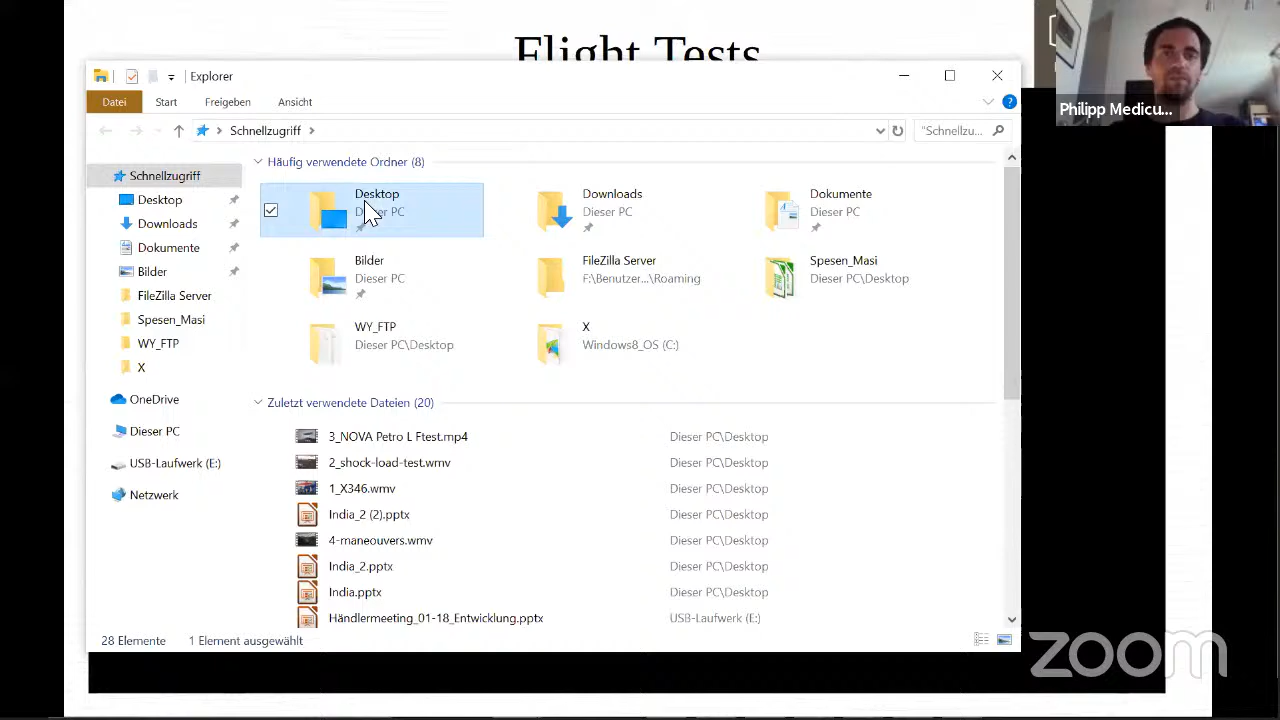 Flight Tests
Explorer
Datei Start Freigeben Ansicht
Schnellzugriff
"Schnellzu...
Schnellzugriff
Desktop
Downloads
Dokumente
Bilder
FileZilla Server
Spesen_Masi
WY_FTP
X
OneDrive
Dieser PC
USB-Laufwerk (E:)
Netzwerk
Häufig verwendete Ordner (8)
Desktop
Dieser PC
Downloads
Dieser PC
Dokumente
Dieser PC
Bilder
Dieser PC
FileZilla Server
F:\Benutzer...\Roaming
Spesen_Masi
Dieser PC\Desktop
WY_FTP
Dieser PC\Desktop
X
Windows8_OS (C:)
Zuletzt verwendete Dateien (20)
3_NOVA Petro L Ftest.mp4 Dieser PC\Desktop
2_shock-load-test.wmv Dieser PC\Desktop
1_X346.wmv Dieser PC\Desktop
India_2 (2).pptx Dieser PC\Desktop
4-maneouvers.wmv Dieser PC\Desktop
India_2.pptx Dieser PC\Desktop
India.pptx Dieser PC\Desktop
Händlermeeting_01-18_Entwicklung.pptx USB-Laufwerk (E:)
28 Elemente 1 Element ausgewählt
Philipp Medicu...
zoom